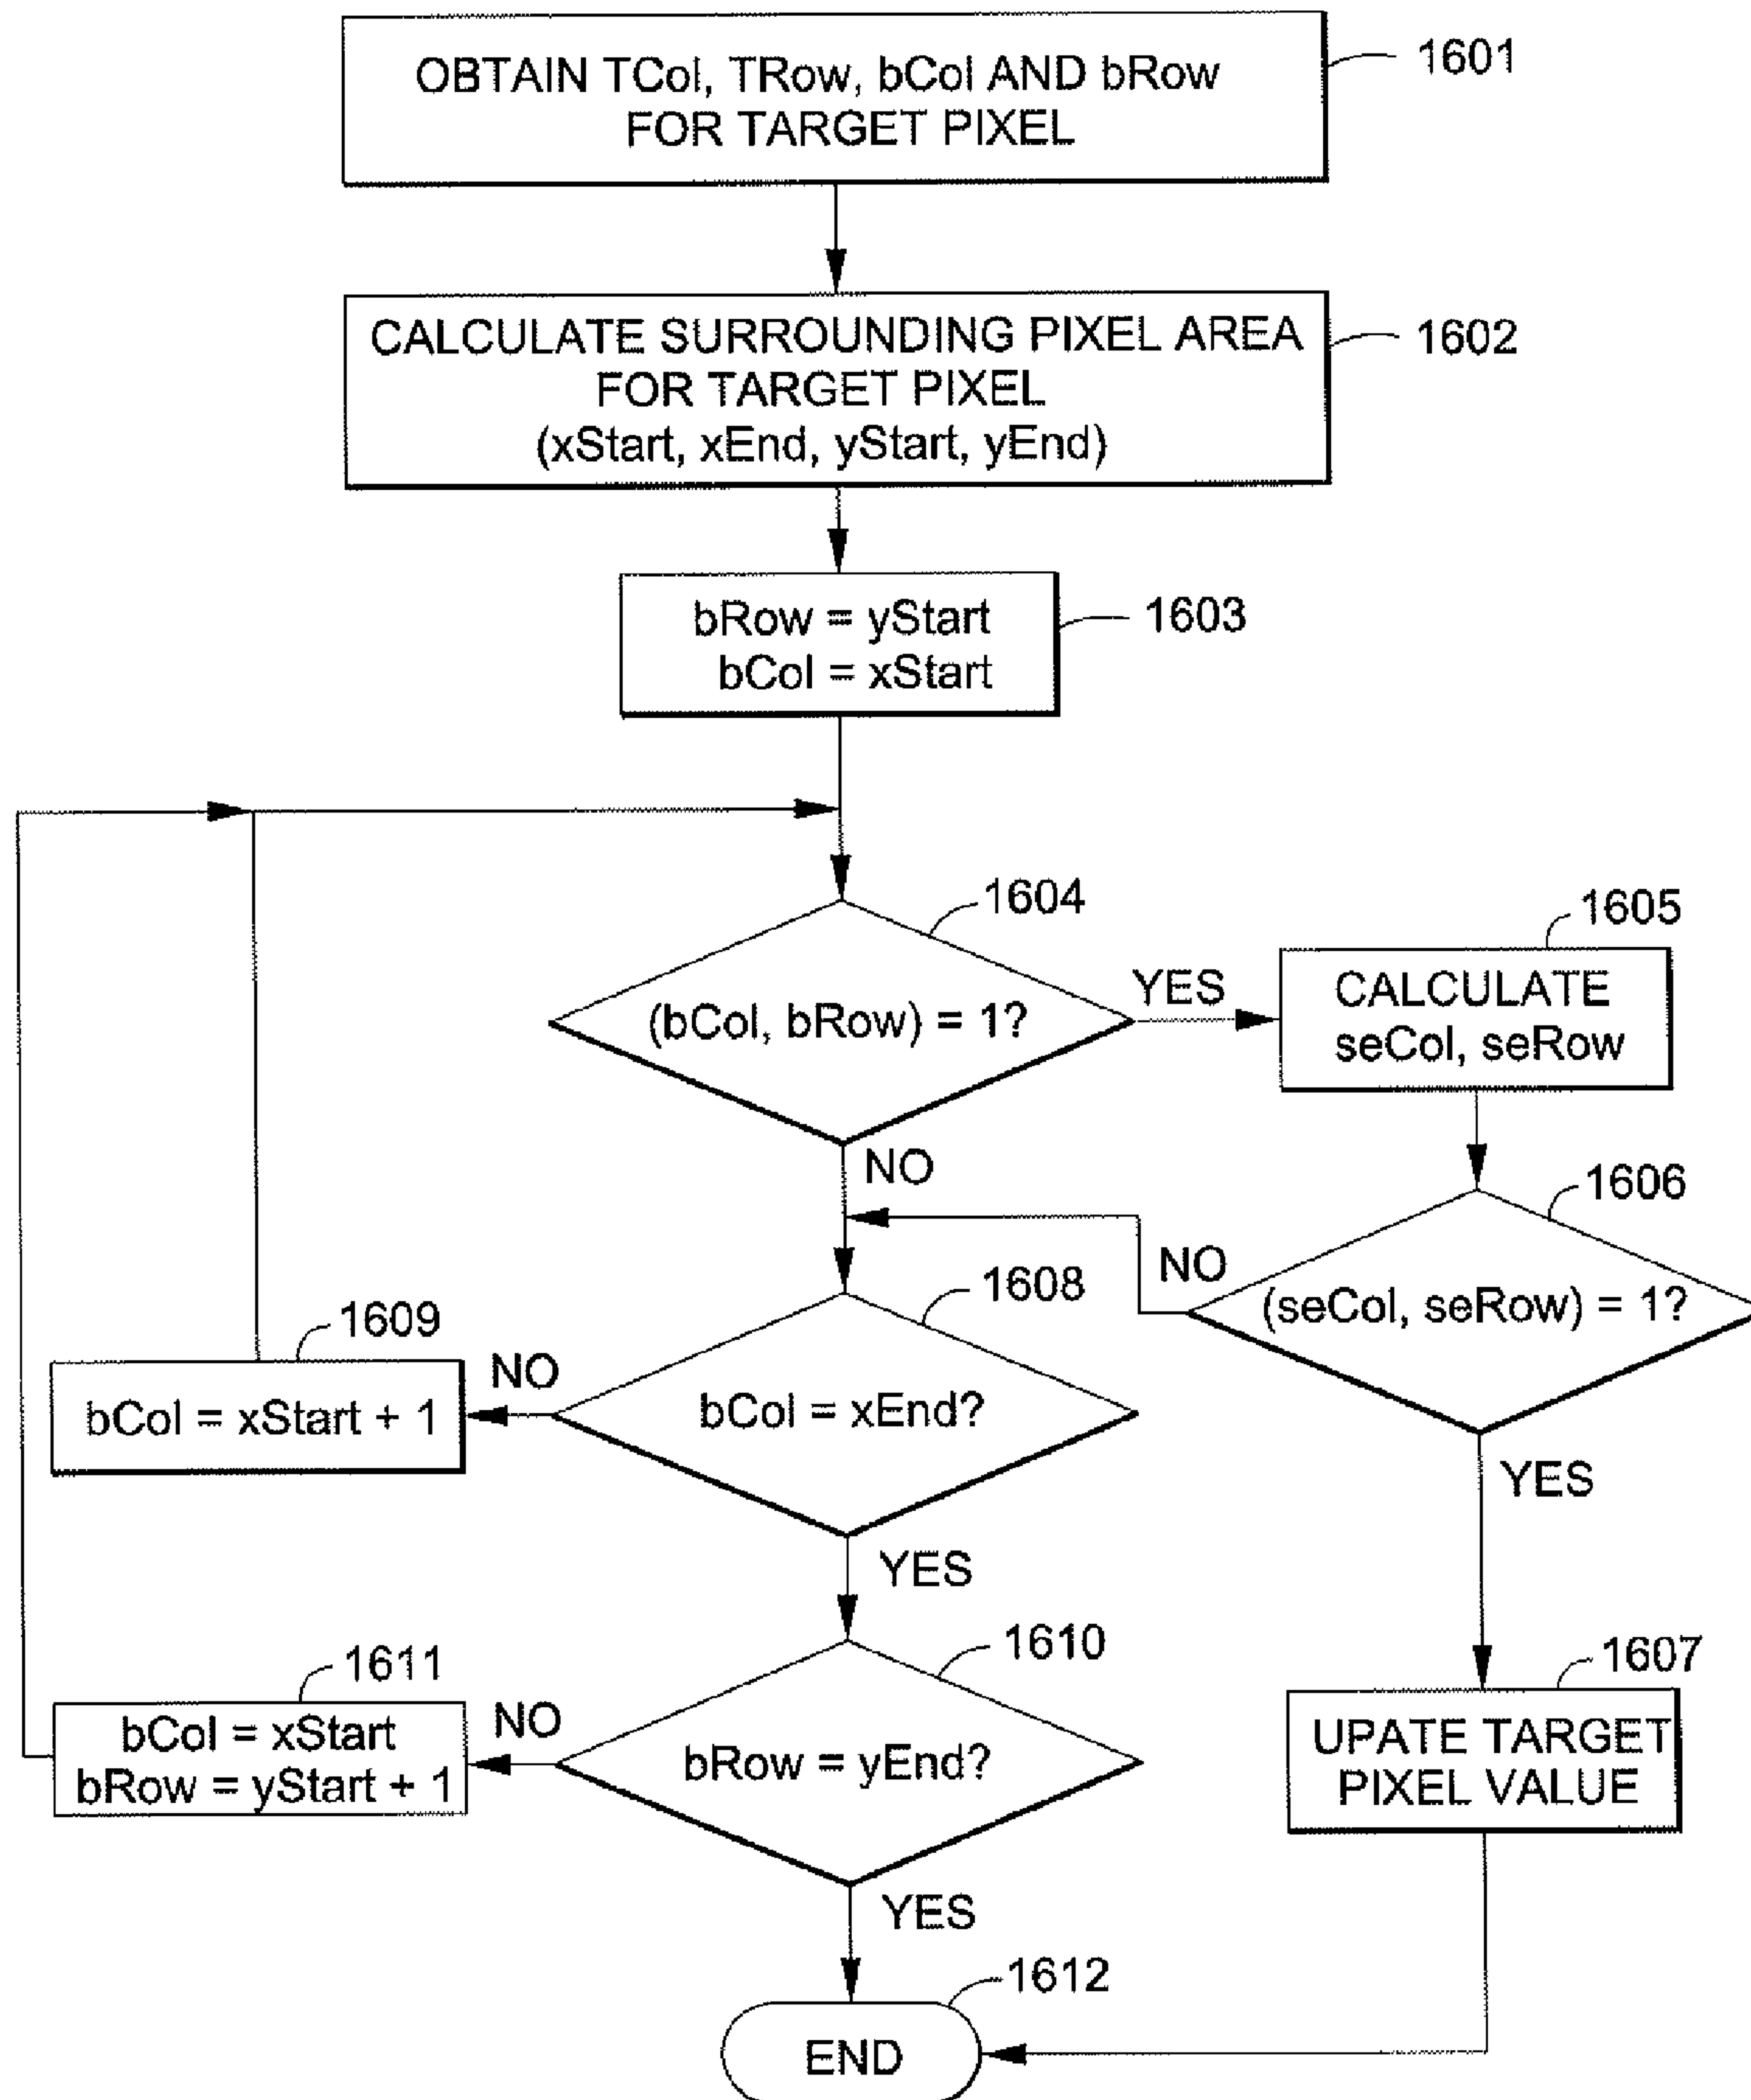 OBTAIN TCol, TRow, bCol AND bRow
FOR TARGET PIXEL
1601
CALCULATE SURROUNDING PIXEL AREA
FOR TARGET PIXEL
(xStart, xEnd, yStart, yEnd)
1602
bRow = yStart
bCol = xStart
1603
1604
(bCol, bRow) = 1?
YES
NO
1605
CALCULATE
seCol, seRow
1606
(seCol, seRow) = 1?
NO
YES
1608
bCol = xEnd?
NO
YES
1609
bCol = xStart + 1
1610
bRow = yEnd?
NO
YES
1611
bCol = xStart
bRow = yStart + 1
1607
UPATE TARGET
PIXEL VALUE
1612
END